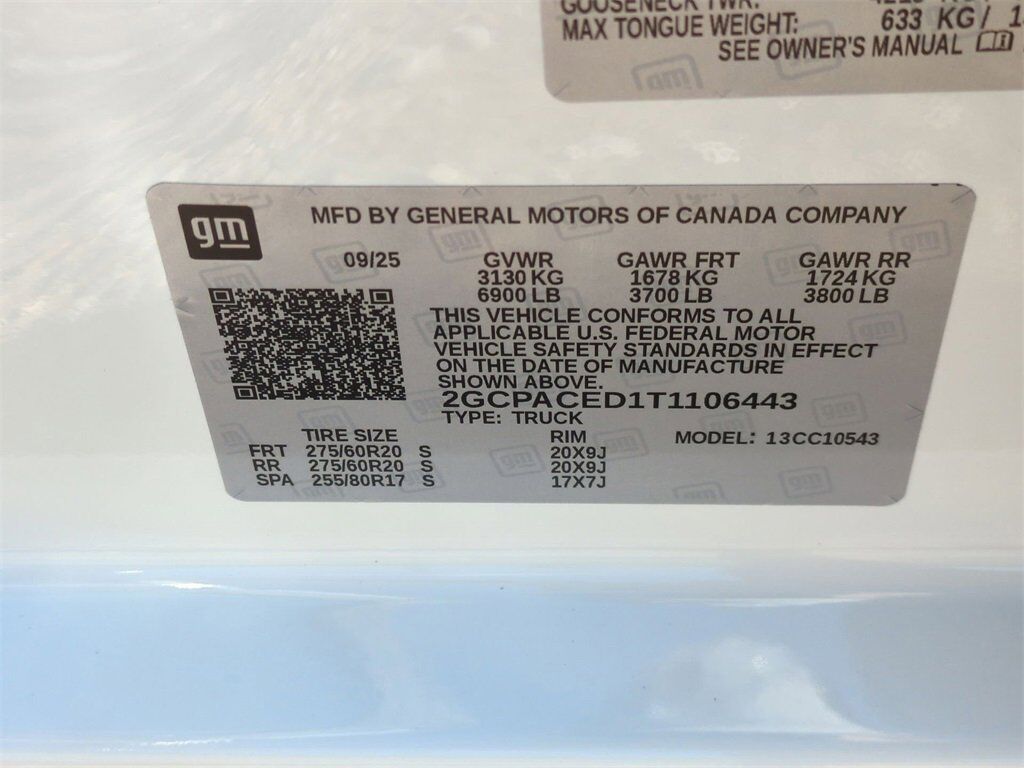 GOOSENECK TWR:
MAX TONGUE WEIGHT: 633 KG / 1
SEE OWNER'S MANUAL
gm
MFD BY GENERAL MOTORS OF CANADA COMPANY
09/25 GVWR GAWR FRT GAWR RR
3130 KG 1678 KG 1724 KG
6900 LB 3700 LB 3800 LB
THIS VEHICLE CONFORMS TO ALL
APPLICABLE U.S. FEDERAL MOTOR
VEHICLE SAFETY STANDARDS IN EFFECT
ON THE DATE OF MANUFACTURE
SHOWN ABOVE.
2GCPACED1T1106443
TYPE: TRUCK
TIRE SIZE RIM MODEL: 13CC10543
FRT 275/60R20 S 20X9J
RR 275/60R20 S 20X9J
SPA 255/80R17 S 17X7J